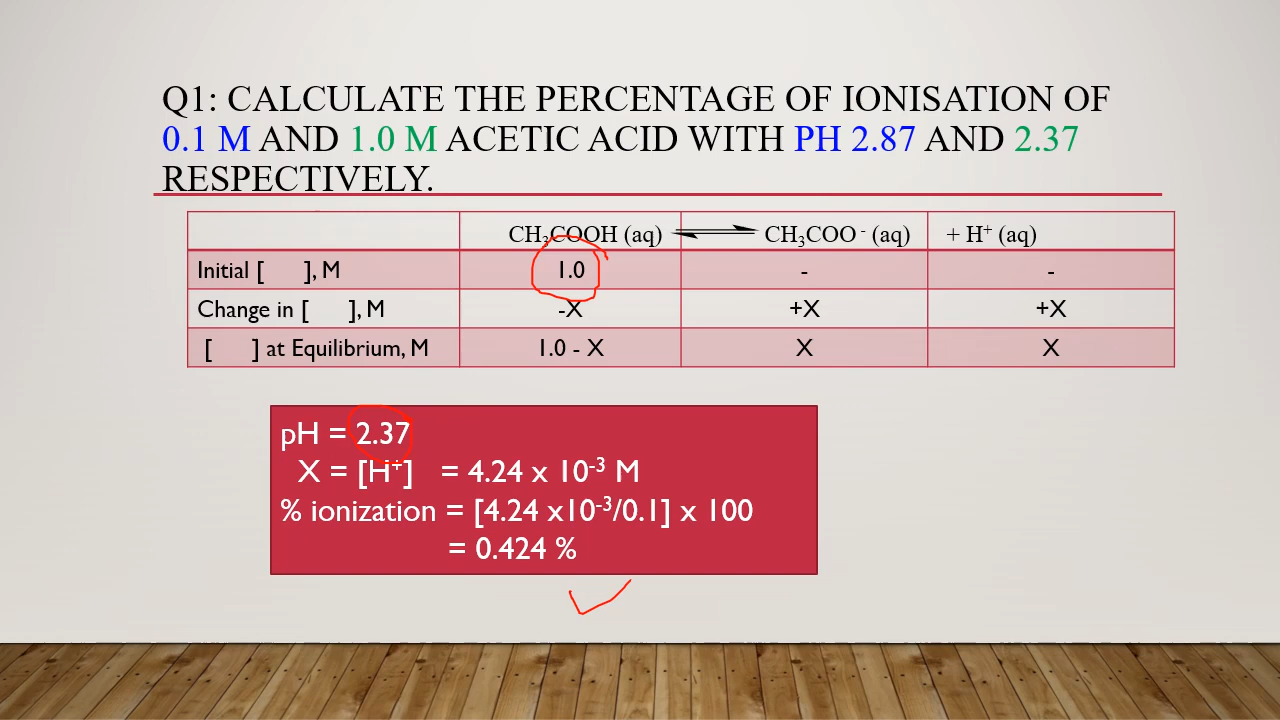 Q1: CALCULATE THE PERCENTAGE OF IONISATION OF
0.1 M AND 1.0 M ACETIC ACID WITH PH 2.87 AND 2.37
RESPECTIVELY.
CH₃COOH (aq) ⇌ CH₃COO⁻ (aq) + H⁺ (aq)
Initial [ ], M 1.0 - -
Change in [ ], M -X +X +X
[ ] at Equilibrium, M 1.0 - X X X
pH = 2.37
X = [H⁺] = 4.24 x 10⁻³ M
% ionization = [4.24 x10⁻³/0.1] x 100
= 0.424 %